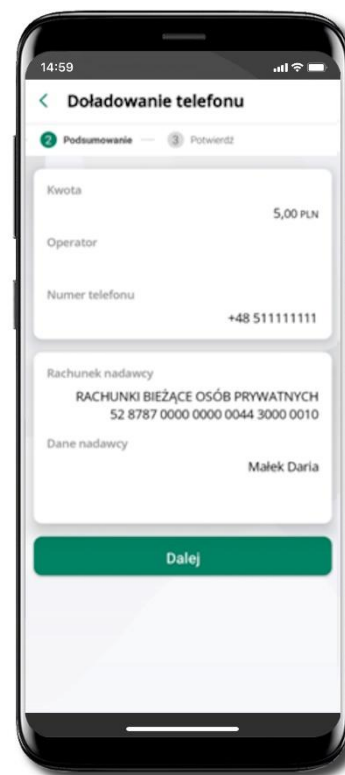 14:59
Doładowanie telefonu
2 Podsumowanie
3 Potwierdź
Kwota
5,00 PLN
Operator
Numer telefonu
+48 511111111
Rachunek nadawcy
RACHUNKI BIEŻĄCE OSÓB PRYWATNYCH
52 8787 0000 0000 0044 3000 0010
Dane nadawcy
Małek Daria
Dalej